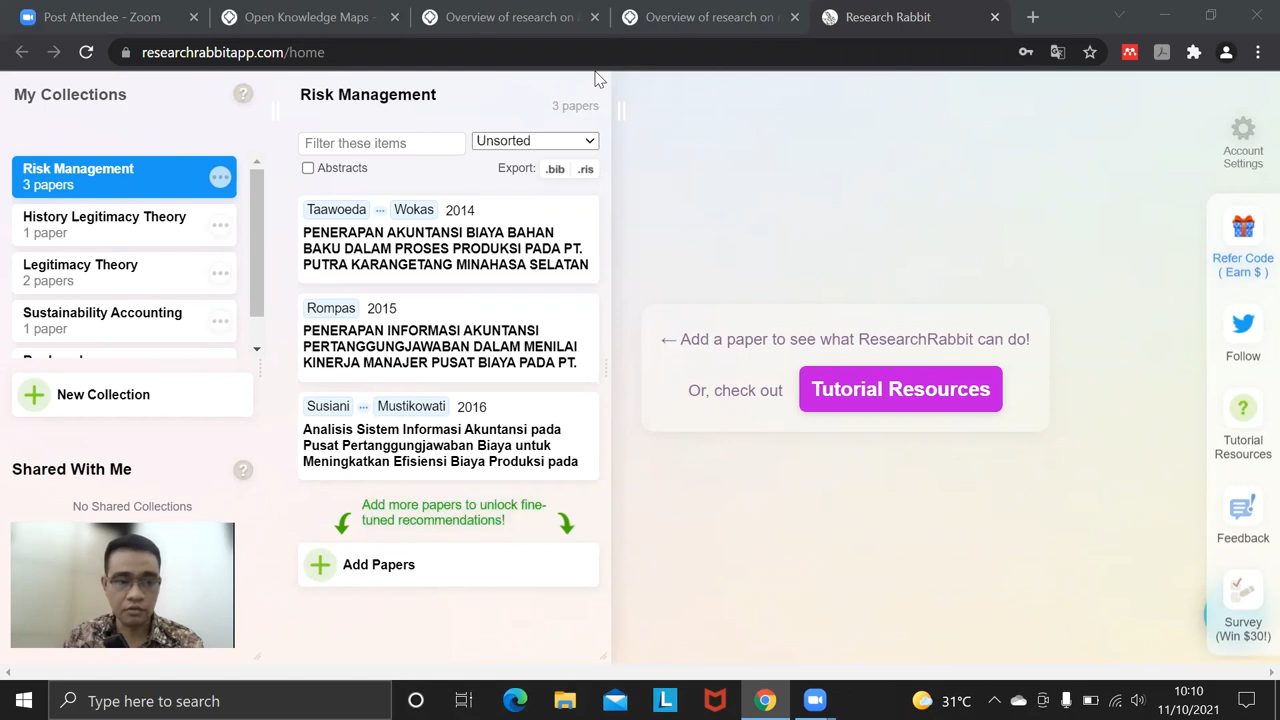 Post Attendee - Zoom
Open Knowledge Maps -
Overview of research on
Overview of research on
Research Rabbit
researchrabbitapp.com/home
My Collections
?
Risk Management
3 papers
History Legitimacy Theory
1 paper
Legitimacy Theory
2 papers
Sustainability Accounting
1 paper
New Collection
Shared With Me
?
No Shared Collections
Risk Management
3 papers
Filter these items
Unsorted
Abstracts
Export: .bib .ris
Taawoeda ... Wokas 2014
PENERAPAN AKUNTANSI BIAYA BAHAN
BAKU DALAM PROSES PRODUKSI PADA PT.
PUTRA KARANGETANG MINAHASA SELATAN
Rompas 2015
PENERAPAN INFORMASI AKUNTANSI
PERTANGGUNGJAWABAN DALAM MENILAI
KINERJA MANAJER PUSAT BIAYA PADA PT.
Susiani ... Mustikowati 2016
Analisis Sistem Informasi Akuntansi pada
Pusat Pertanggungjawaban Biaya untuk
Meningkatkan Efisiensi Biaya Produksi pada
Add more papers to unlock fine-
tuned recommendations!
Add Papers
← Add a paper to see what ResearchRabbit can do!
Or, check out Tutorial Resources
Account
Settings
Refer Code
( Earn $ )
Follow
?
Tutorial
Resources
Feedback
Survey
(Win $30!)
Type here to search
L
31°C
10:10
11/10/2021